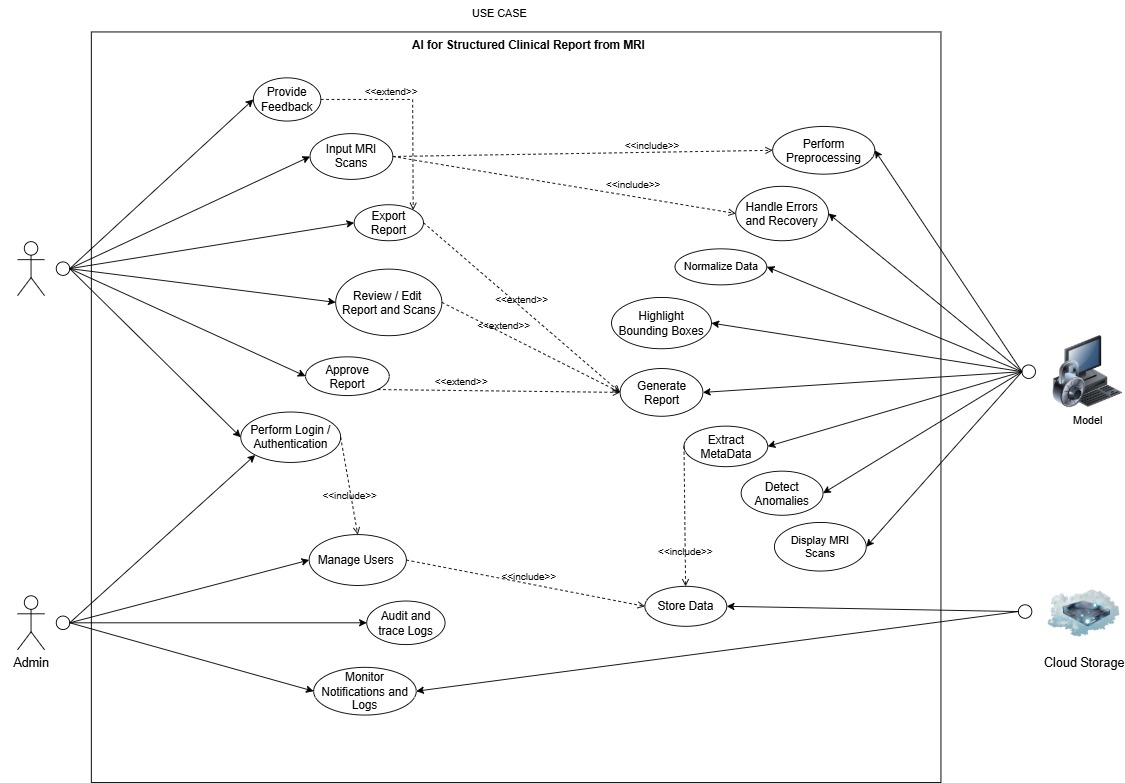 USE CASE
AI for Structured Clinical Report from MRI
Provide
Feedback
<<extend>>
Input MRI
Scans
<<include>>
Perform
Preprocessing
<<include>>
Export
Report
Handle Errors
and Recovery
Normalize Data
Review / Edit
Report and Scans
<<extend>>
<<extend>>
Highlight
Bounding Boxes
Approve
Report
<<extend>>
Generate
Report
Model
Perform Login /
Authentication
Extract
MetaData
<<include>>
Detect
Anomalies
Manage Users
<<include>>
<<include>>
Display MRI
Scans
Store Data
Audit and
trace Logs
Admin
Cloud Storage
Monitor
Notifications and
Logs